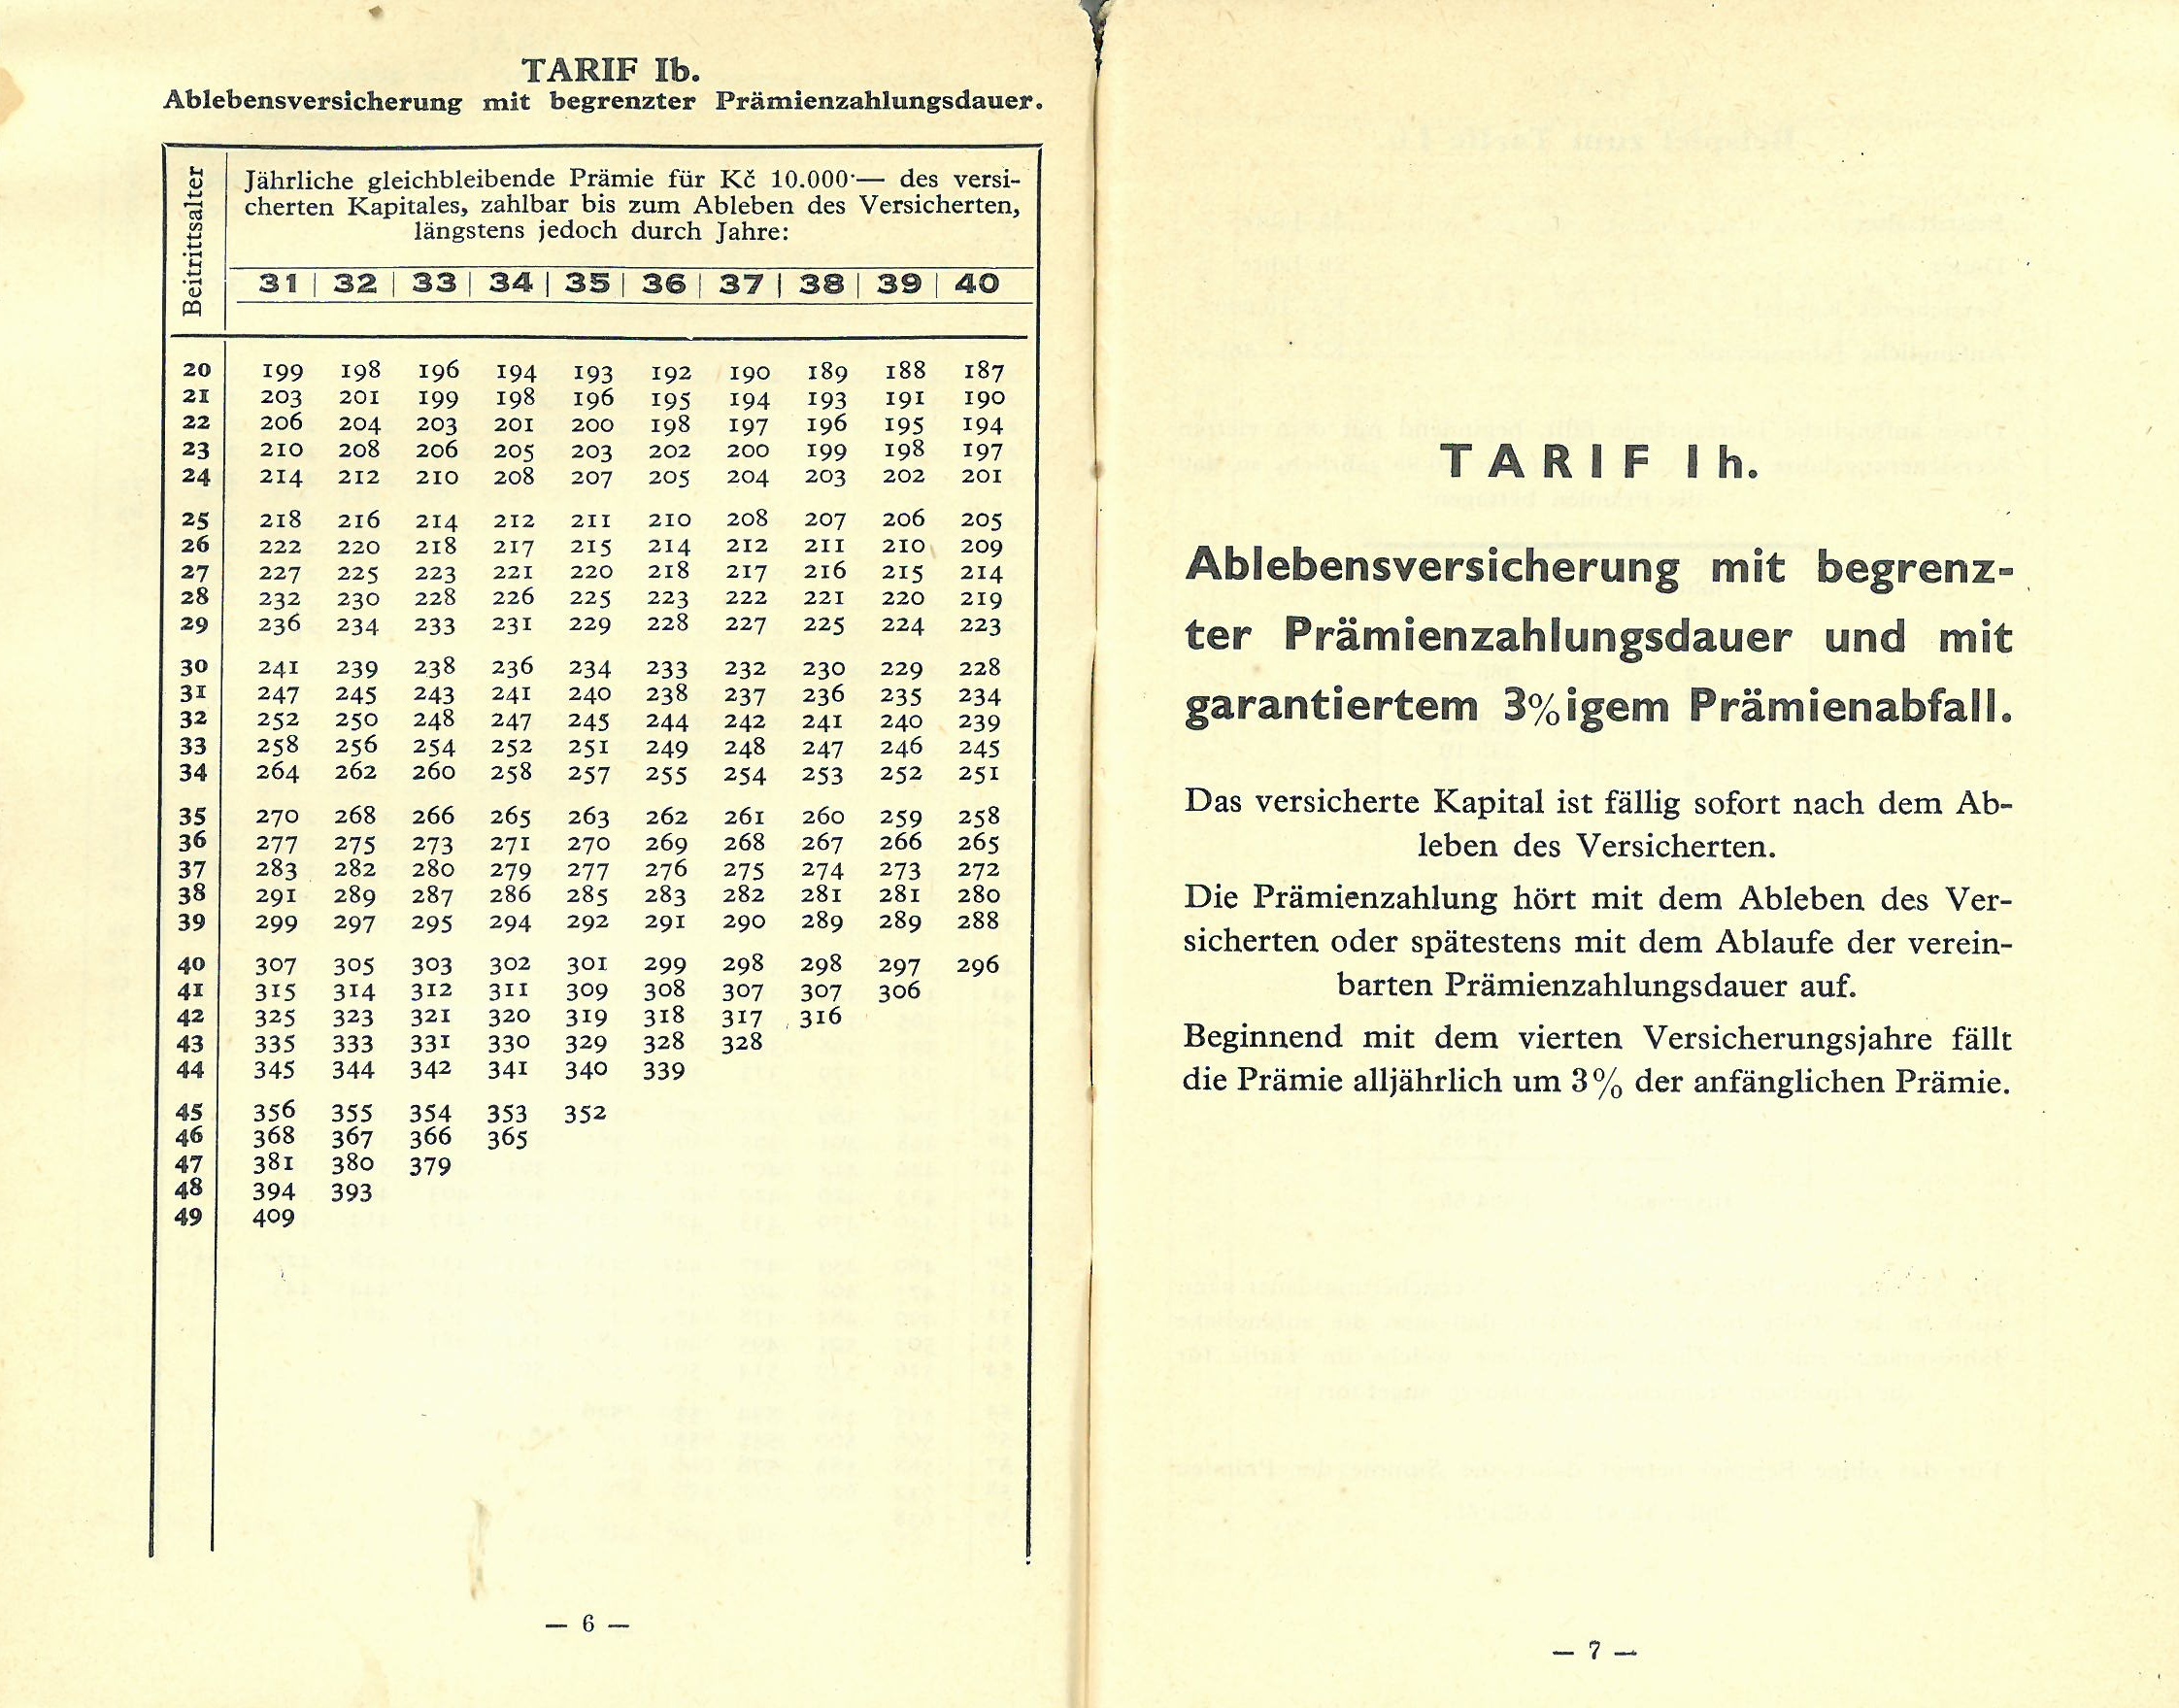 TARIF Ib.
Ablebensversicherung mit begrenzter Prämienzahlungsdauer.
Beitrittsalter
Jährliche gleichbleibende Prämie für Kč 10.000·— des versi-
cherten Kapitales, zahlbar bis zum Ableben des Versicherten,
längstens jedoch durch Jahre:
31 | 32 | 33 | 34 | 35 | 36 | 37 | 38 | 39 | 40
20 199 198 196 194 193 192 190 189 188 187
21 203 201 199 198 196 195 194 193 191 190
22 206 204 203 201 200 198 197 196 195 194
23 210 208 206 205 203 202 200 199 198 197
24 214 212 210 208 207 205 204 203 202 201
25 218 216 214 212 211 210 208 207 206 205
26 222 220 218 217 215 214 212 211 210 209
27 227 225 223 221 220 218 217 216 215 214
28 232 230 228 226 225 223 222 221 220 219
29 236 234 233 231 229 228 227 225 224 223
30 241 239 238 236 234 233 232 230 229 228
31 247 245 243 241 240 238 237 236 235 234
32 252 250 248 247 245 244 242 241 240 239
33 258 256 254 252 251 249 248 247 246 245
34 264 262 260 258 257 255 254 253 252 251
35 270 268 266 265 263 262 261 260 259 258
36 277 275 273 271 270 269 268 267 266 265
37 283 282 280 279 277 276 275 274 273 272
38 291 289 287 286 285 283 282 281 281 280
39 299 297 295 294 292 291 290 289 289 288
40 307 305 303 302 301 299 298 298 297 296
41 315 314 312 311 309 308 307 307 306
42 325 323 321 320 319 318 317 316
43 335 333 331 330 329 328 328
44 345 344 342 341 340 339
45 356 355 354 353 352
46 368 367 366 365
47 381 380 379
48 394 393
49 409
— 6 —
TARIF Ih.
Ablebensversicherung mit begrenz-
ter Prämienzahlungsdauer und mit
garantiertem 3%igem Prämienabfall.
Das versicherte Kapital ist fällig sofort nach dem Ab-
leben des Versicherten.
Die Prämienzahlung hört mit dem Ableben des Ver-
sicherten oder spätestens mit dem Ablaufe der verein-
barten Prämienzahlungsdauer auf.
Beginnend mit dem vierten Versicherungsjahre fällt
die Prämie alljährlich um 3% der anfänglichen Prämie.
— 7 —